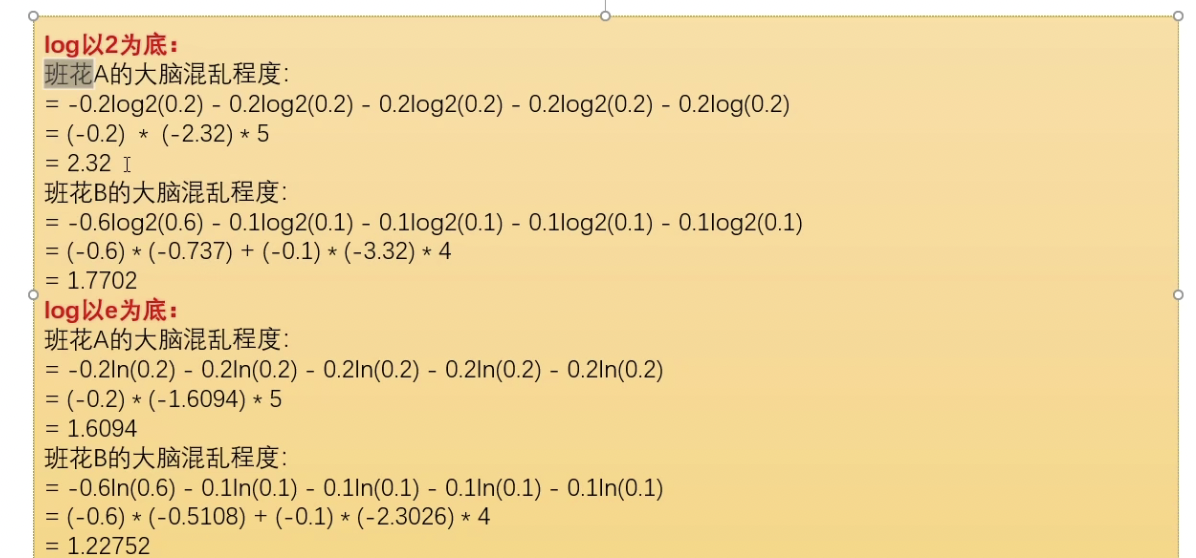 log以2为底：
班花A的大脑混乱程度：
= -0.2log2(0.2) - 0.2log2(0.2) - 0.2log2(0.2) - 0.2log2(0.2) - 0.2log(0.2)
= (-0.2) * (-2.32) * 5
= 2.32
班花B的大脑混乱程度：
= -0.6log2(0.6) - 0.1log2(0.1) - 0.1log2(0.1) - 0.1log2(0.1) - 0.1log2(0.1)
= (-0.6) * (-0.737) + (-0.1) * (-3.32) * 4
= 1.7702
log以e为底：
班花A的大脑混乱程度：
= -0.2ln(0.2) - 0.2ln(0.2) - 0.2ln(0.2) - 0.2ln(0.2) - 0.2ln(0.2)
= (-0.2) * (-1.6094) * 5
= 1.6094
班花B的大脑混乱程度：
= -0.6ln(0.6) - 0.1ln(0.1) - 0.1ln(0.1) - 0.1ln(0.1) - 0.1ln(0.1)
= (-0.6) * (-0.5108) + (-0.1) * (-2.3026) * 4
= 1.22752